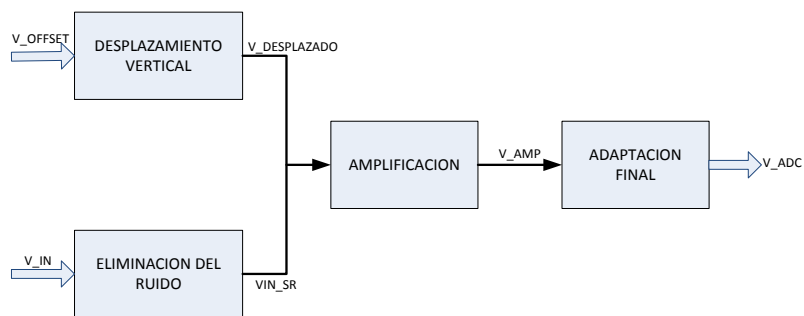 V_OFFSET
DESPLAZAMIENTO
VERTICAL
V_DESPLAZADO
AMPLIFICACION
V_AMP
ADAPTACION
FINAL
V_ADC
V_IN
ELIMINACION DEL
RUIDO
VIN_SR